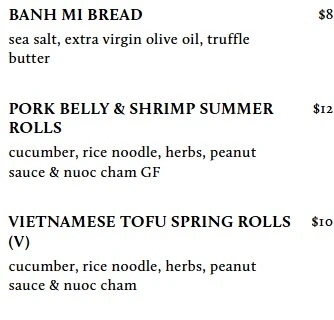 BANH MI BREAD $8
sea salt, extra virgin olive oil, truffle
butter
PORK BELLY & SHRIMP SUMMER $12
ROLLS
cucumber, rice noodle, herbs, peanut
sauce & nuoc cham GF
VIETNAMESE TOFU SPRING ROLLS $10
(V)
cucumber, rice noodle, herbs, peanut
sauce & nuoc cham